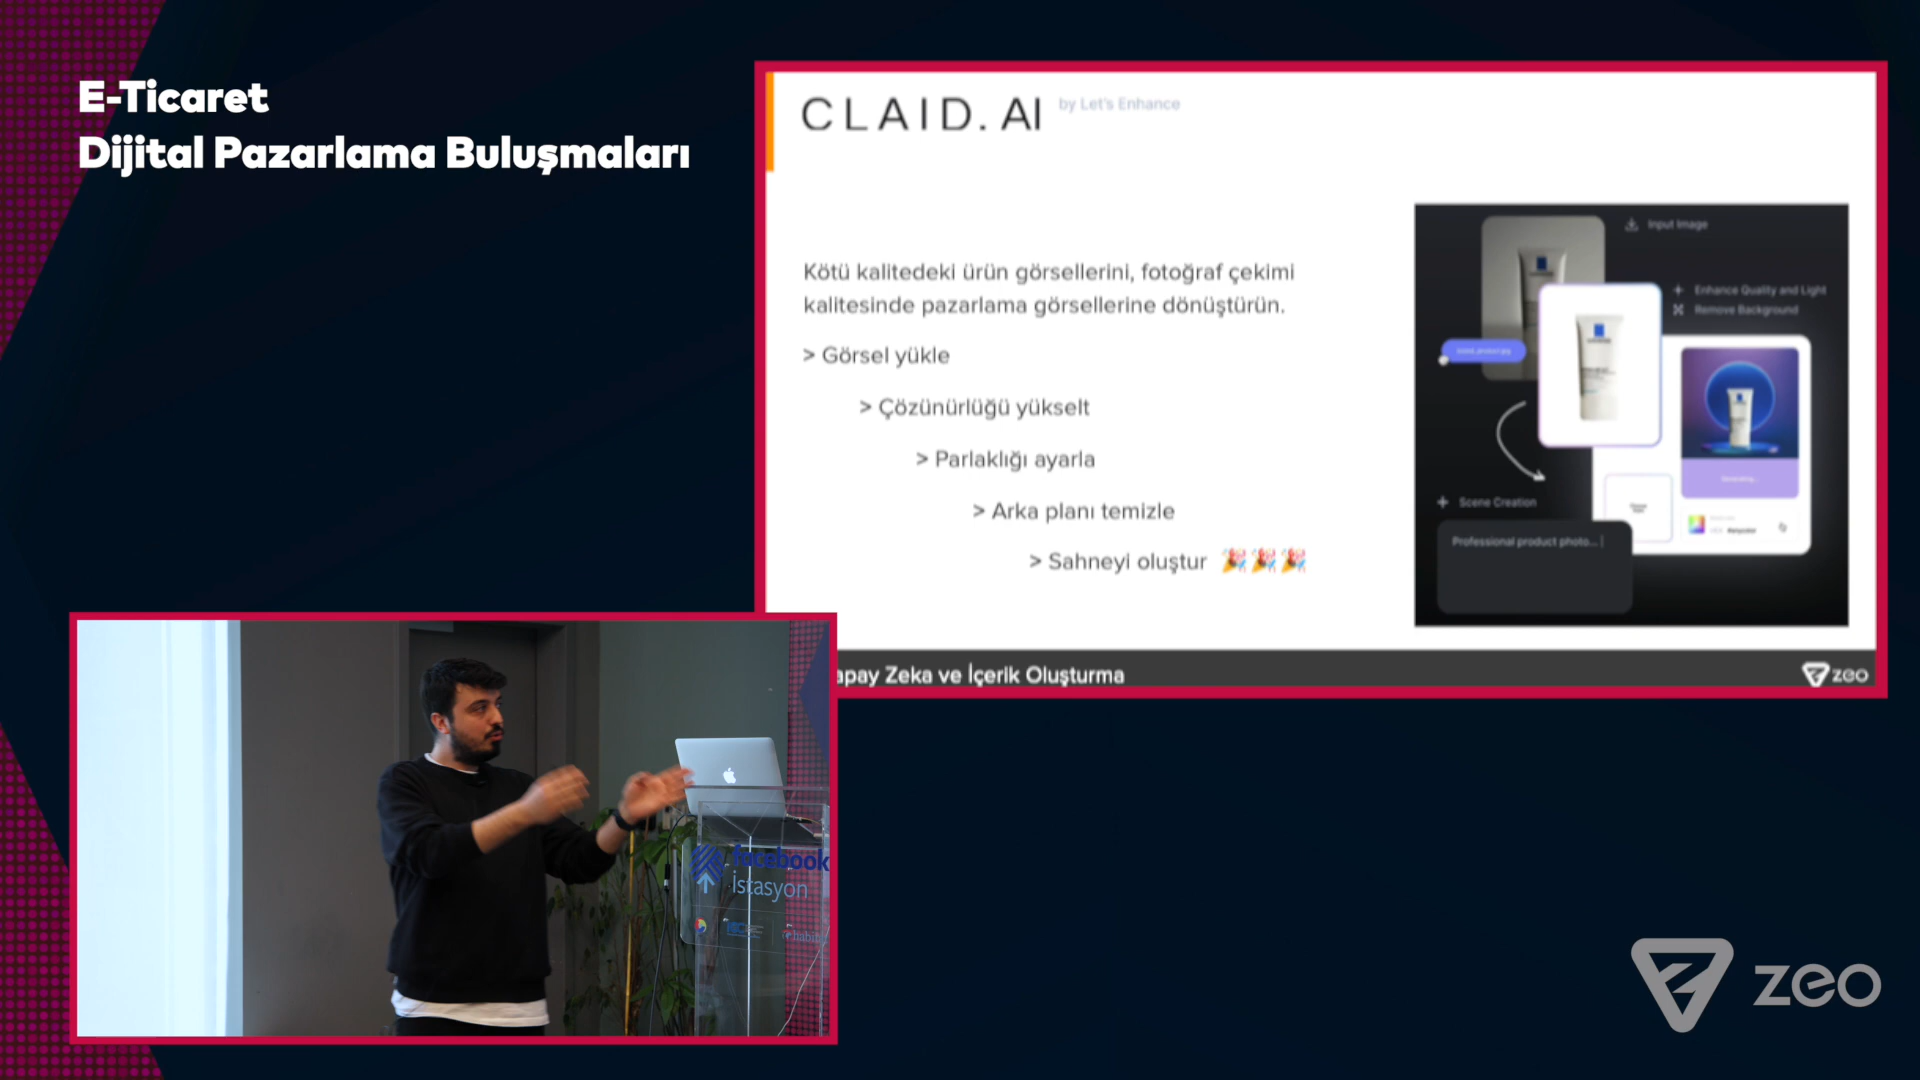 E-Ticaret
Dijital Pazarlama Buluşmaları
CLAID. AI by Let's Enhance
Kötü kalitedeki ürün görsellerini, fotoğraf çekimi
kalitesinde pazarlama görsellerine dönüştürün.
> Görsel yükle
> Çözünürlüğü yükselt
> Parlaklığı ayarla
> Arka planı temizle
> Sahneyi oluştur
Input Image
Enhance Quality and Light
Remove Background
Scene Creation
Professional product photo...
apay Zeka ve İçerik Oluşturma
zeo
facebook
İstasyon
zeo